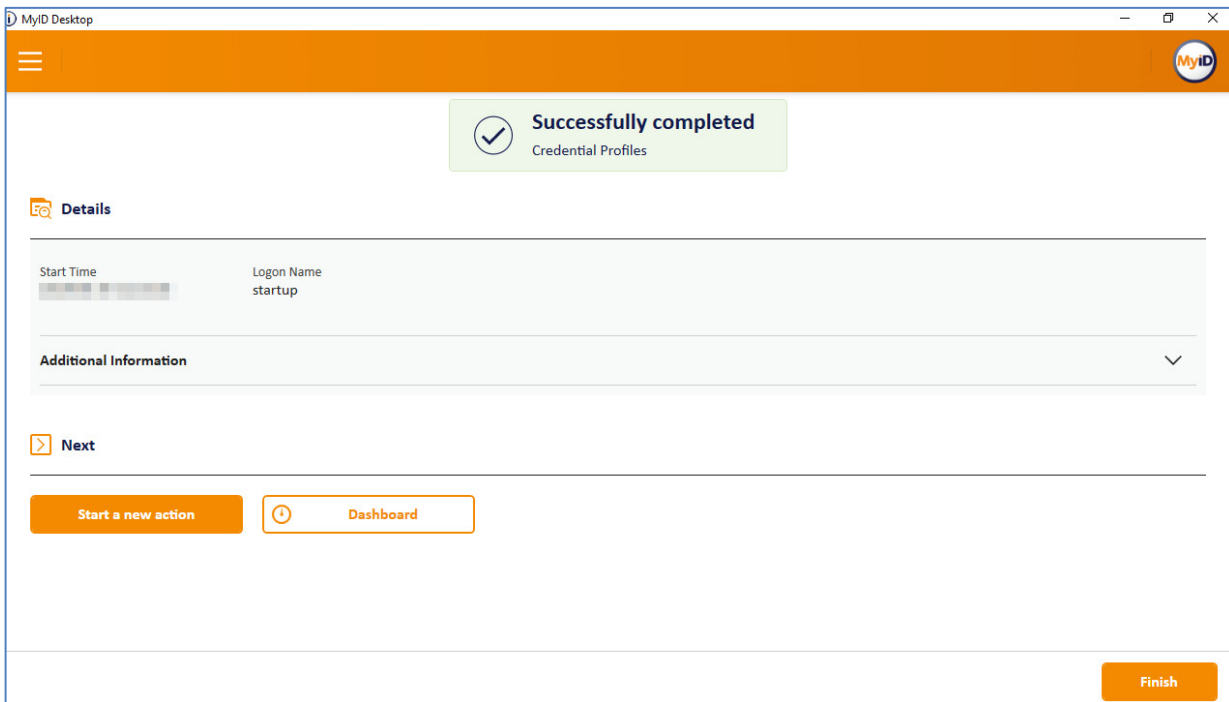 MyID Desktop
MyiD
Successfully completed
Credential Profiles
Details
Start Time
Logon Name
startup
Additional Information
Next
Start a new action
Dashboard
Finish